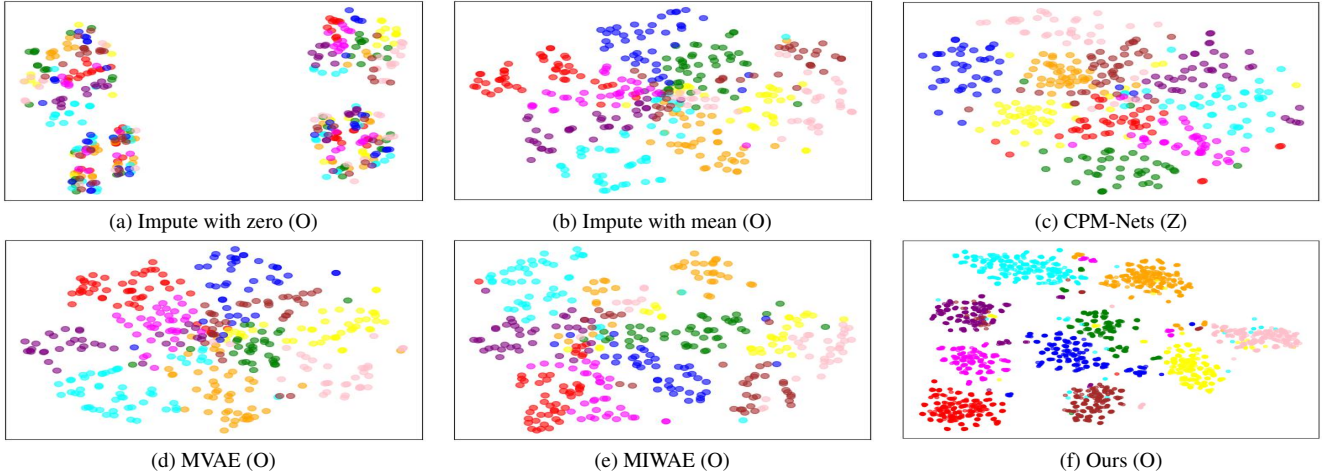 (a) Impute with zero (O)
(b) Impute with mean (O)
(c) CPM-Nets (Z)
(d) MVAE (O)
(e) MIWAE (O)
(f) Ours (O)